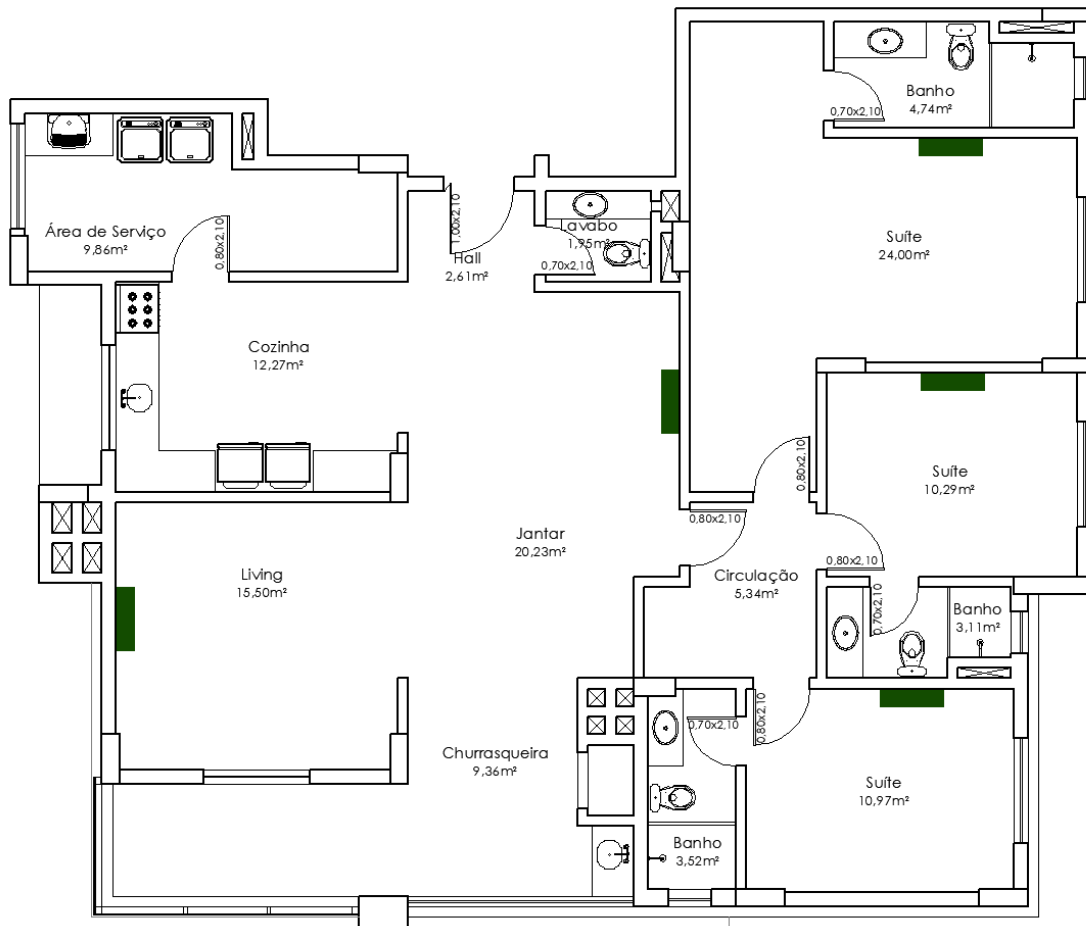 Banho
4,74m²
0,70x2,10
Área de Serviço
9,86m²
0,80x2,10
1,00x2,10
Hall
2,61m²
Lavabo
1,95m²
0,70x2,10
Suíte
24,00m²
Cozinha
12,27m²
0,80x2,10
Suíte
10,29m²
0,80x2,10
Jantar
20,23m²
0,80x2,10
Living
15,50m²
Circulação
5,34m²
0,70x2,10
Banho
3,11m²
0,70x2,10
0,80x2,10
Churrasqueira
9,36m²
Suíte
10,97m²
Banho
3,52m²